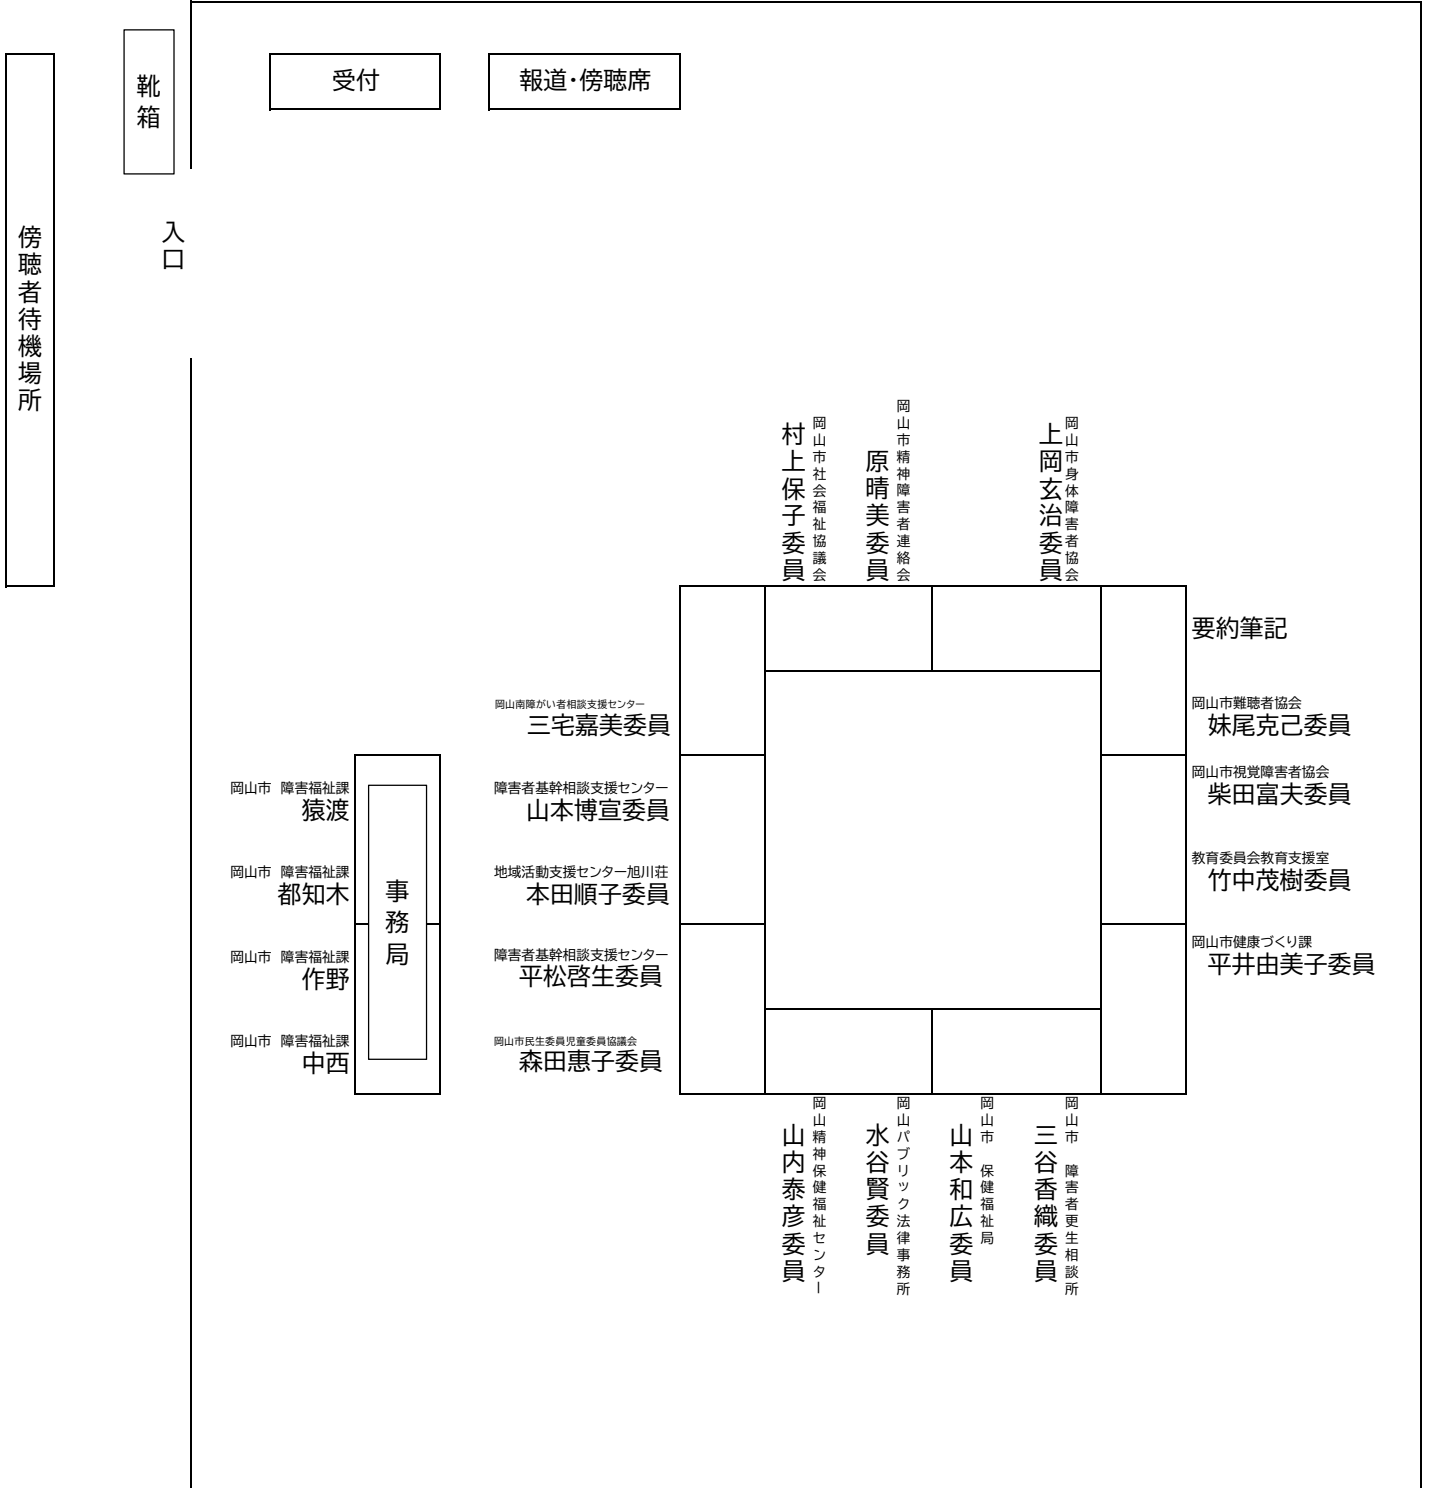 靴箱
受付
報道・傍聴席
傍聴者待機場所
入口
岡山市社会福祉協議会
村上保子委員
岡山市精神障害者連絡会
原晴美委員
岡山市身体障害者協会
上岡玄治委員
要約筆記
岡山市難聴者協会
妹尾克己委員
岡山市視覚障害者協会
柴田富夫委員
教育委員会教育支援室
竹中茂樹委員
岡山市健康づくり課
平井由美子委員
岡山南障がい者相談支援センター
三宅嘉美委員
障害者基幹相談支援センター
山本博宣委員
地域活動支援センター旭川荘
本田順子委員
障害者基幹相談支援センター
平松啓生委員
岡山市民生委員児童委員協議会
森田惠子委員
岡山市 障害福祉課
猿渡
岡山市 障害福祉課
都知木
岡山市 障害福祉課
作野
岡山市 障害福祉課
中西
事務局
岡山精神保健福祉センター
山内泰彦委員
岡山パブリック法律事務所
水谷賢委員
岡山市 保健福祉局
山本和広委員
岡山市 障害者更生相談所
三谷香織委員